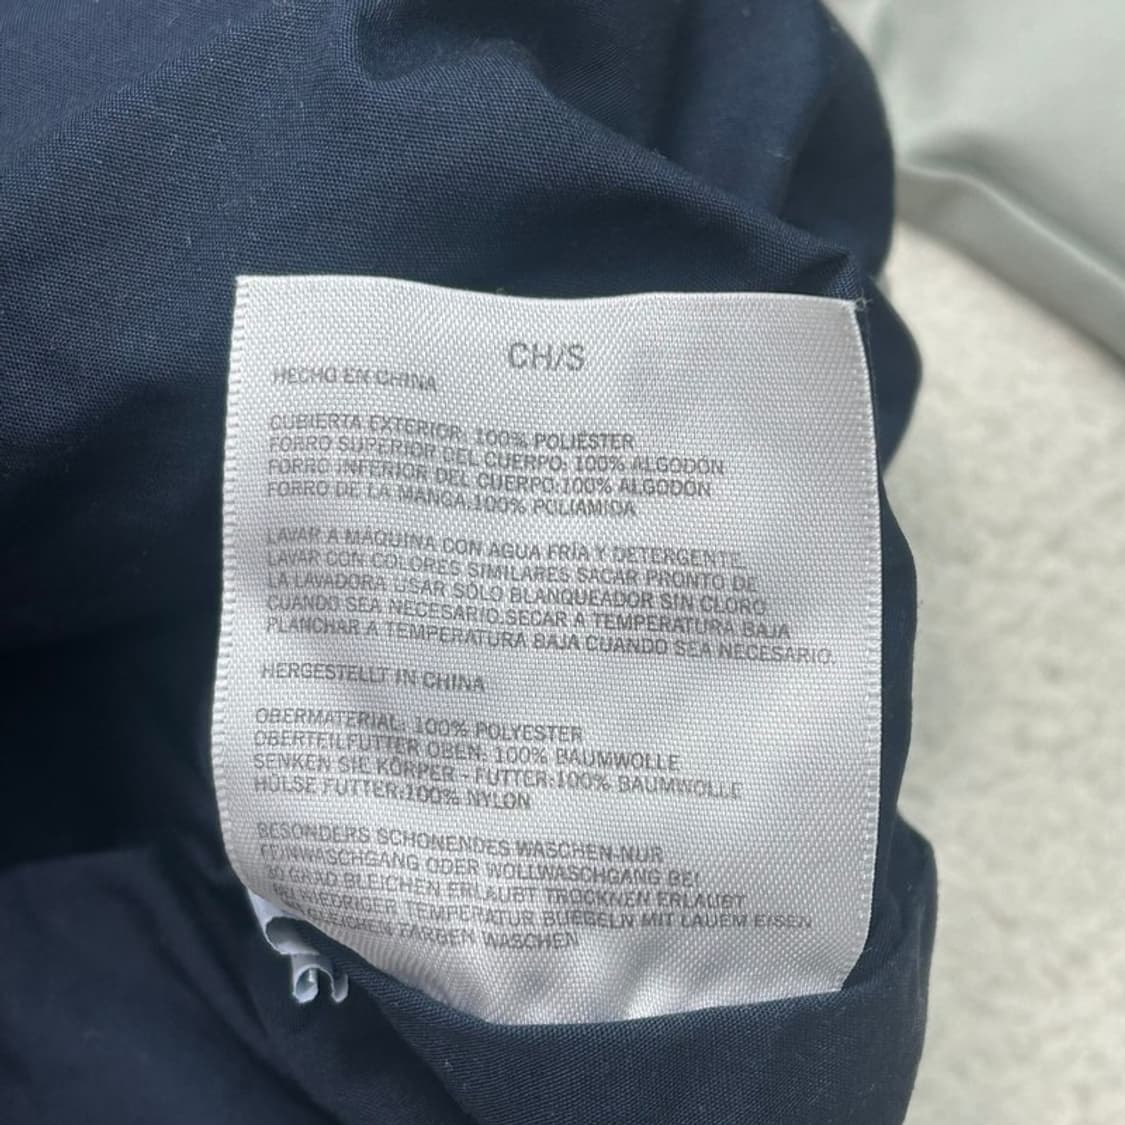 CH/S
HECHO EN CHINA
CUBIERTA EXTERIOR: 100% POLIÉSTER
FORRO SUPERIOR DEL CUERPO: 100% ALGODÓN
FORRO INFERIOR DEL CUERPO:100% ALGODÓN
FORRO DE LA MANGA:100% POLIAMIDA
LAVAR A MÁQUINA CON AGUA FRÍA Y DETERGENTE.
LAVAR CON COLORES SIMILARES SACAR PRONTO DE
LA LAVADORA USAR SÓLO BLANQUEADOR SIN CLORO
CUANDO SEA NECESARIO.SECAR A TEMPERATURA BAJA
PLANCHAR A TEMPERATURA BAJA CUANDO SEA NECESARIO.
HERGESTELLT IN CHINA
OBERMATERIAL: 100% POLYESTER
OBERTEILFUTTER OBEN: 100% BAUMWOLLE
SENKEN SIE KÖRPER - FUTTER:100% BAUMWOLLE
HÜLSE FUTTER:100% NYLON
BESONDERS SCHONENDES WASCHEN-NUR
FEINWASCHGANG ODER WOLLWASCHGANG BEI
30 GRAD BLEICHEN ERLAUBT TROCKNEN ERLAUBT
TEMPERATUR BUEGELN MIT LAUEM EISEN
FARBEN WASCHEN